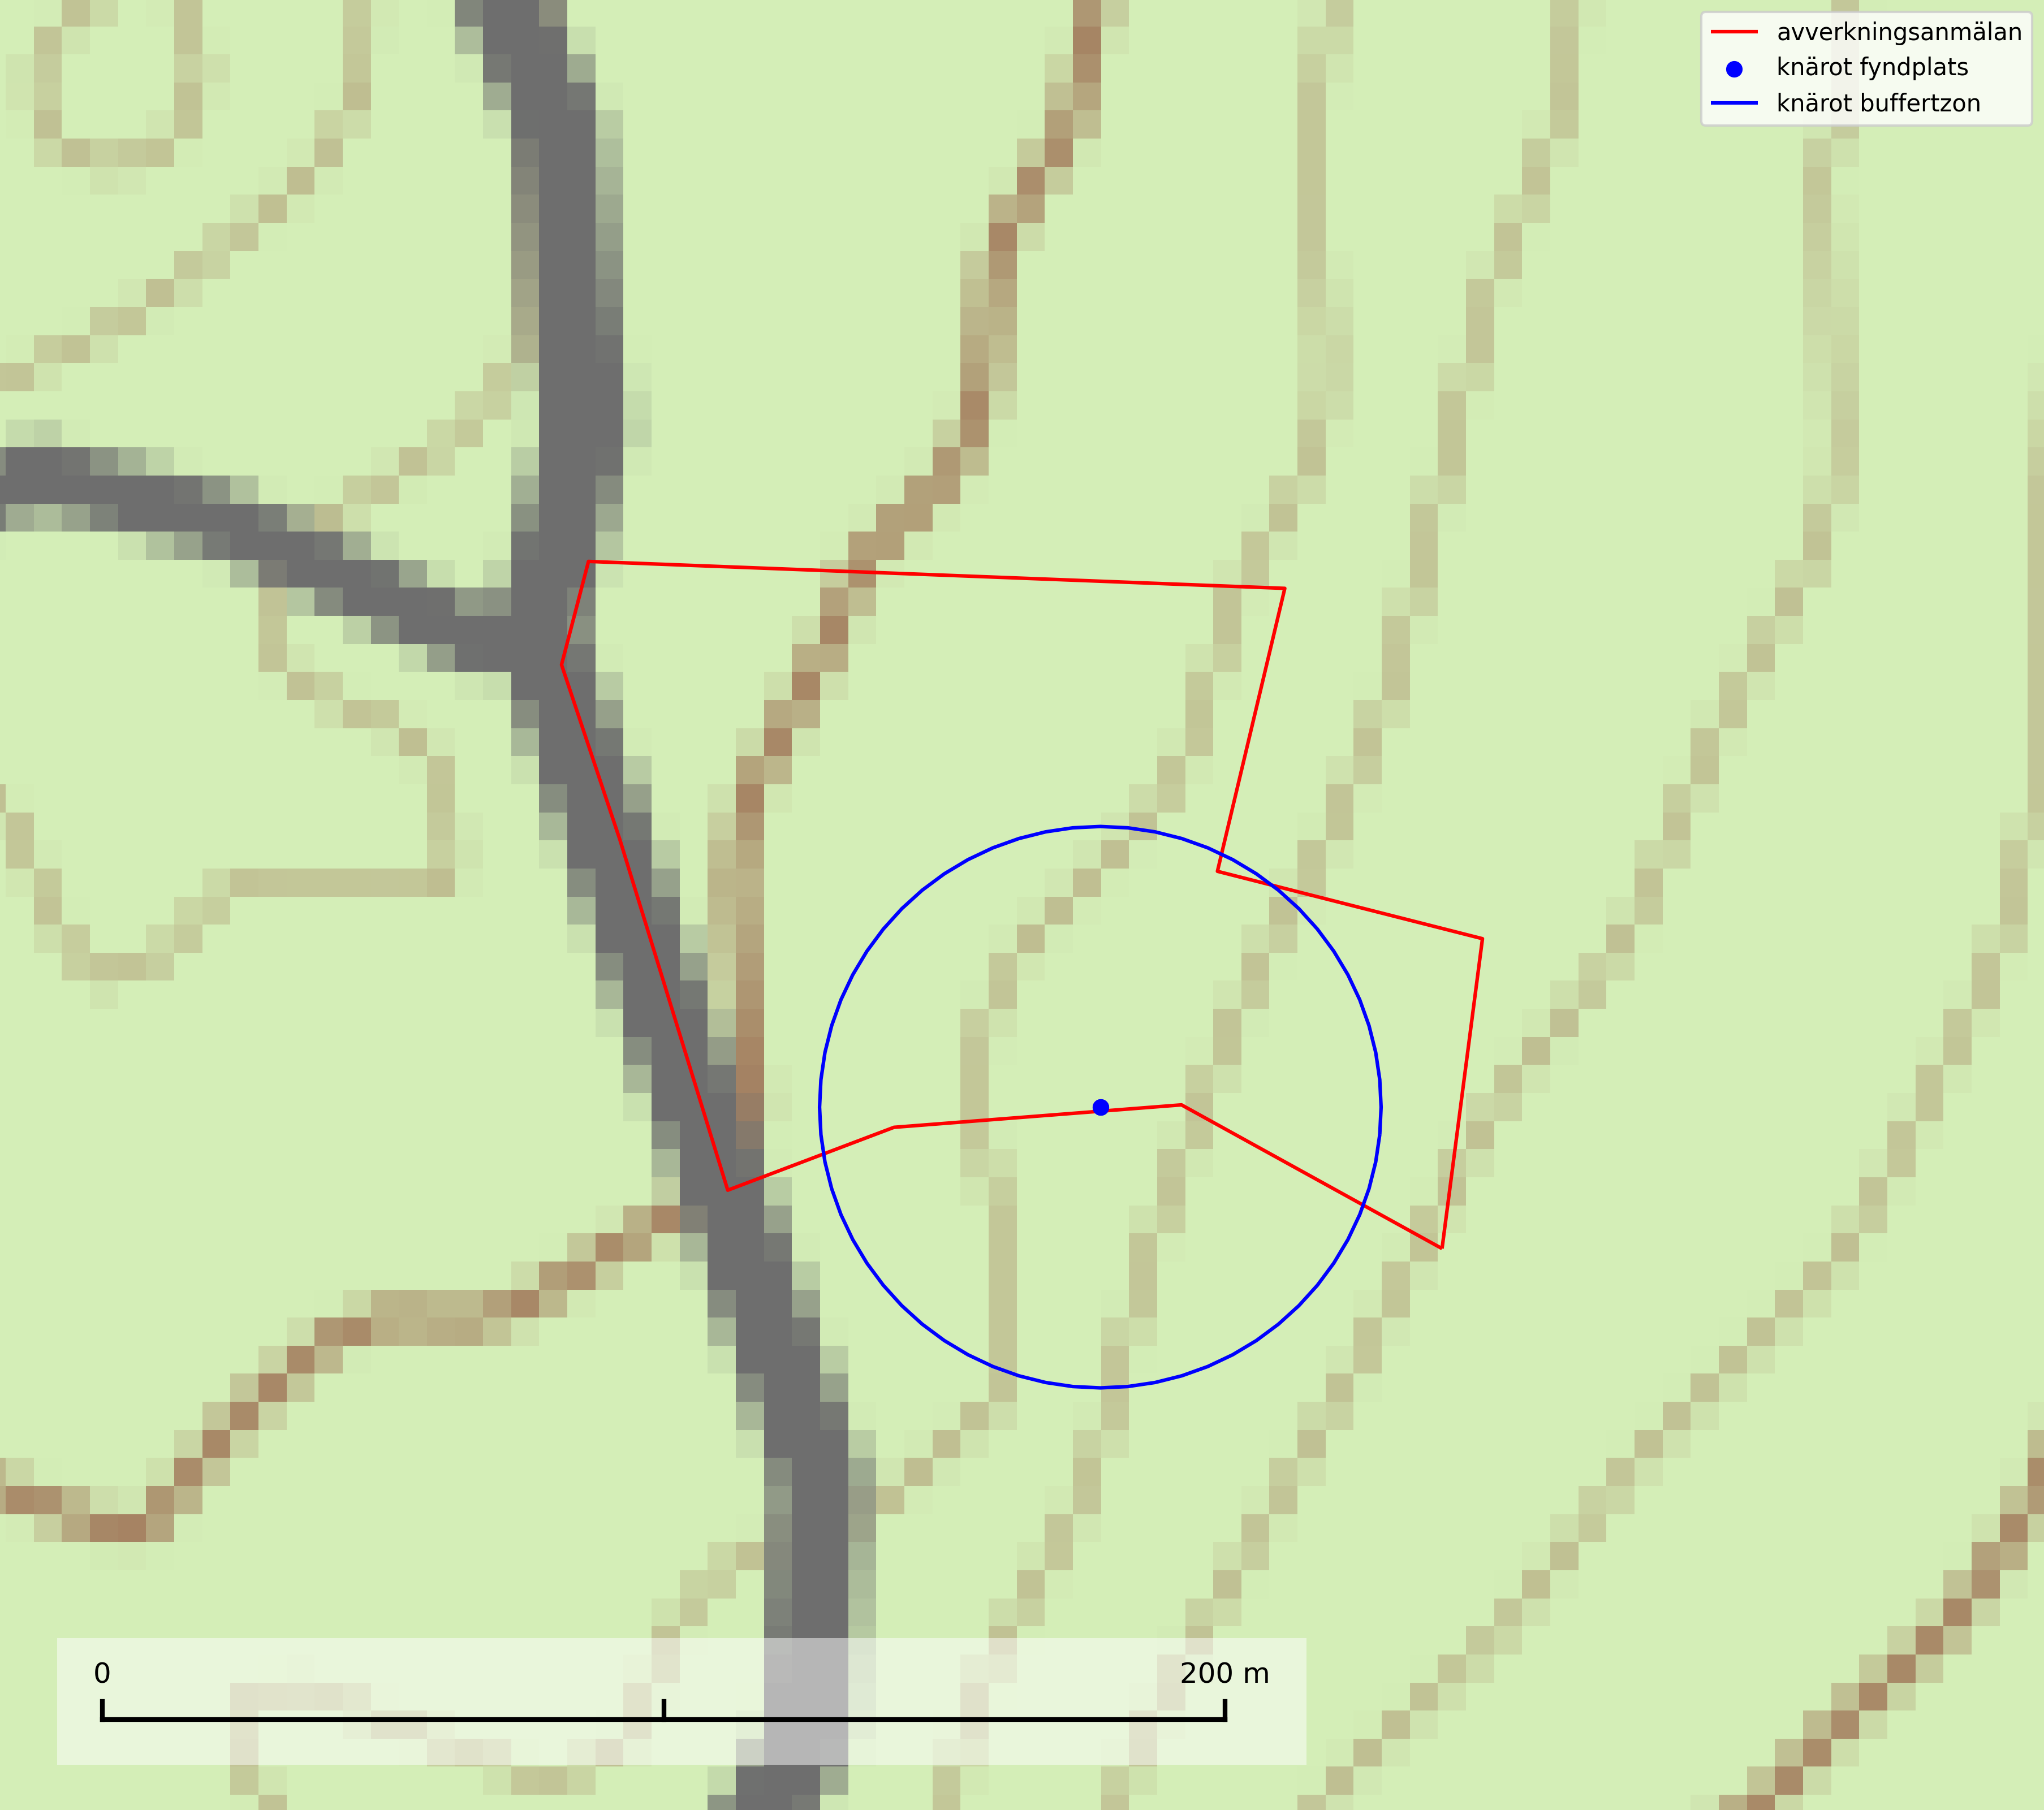 avverkningsanmälan
knärot fyndplats
knärot buffertzon
0 200 m